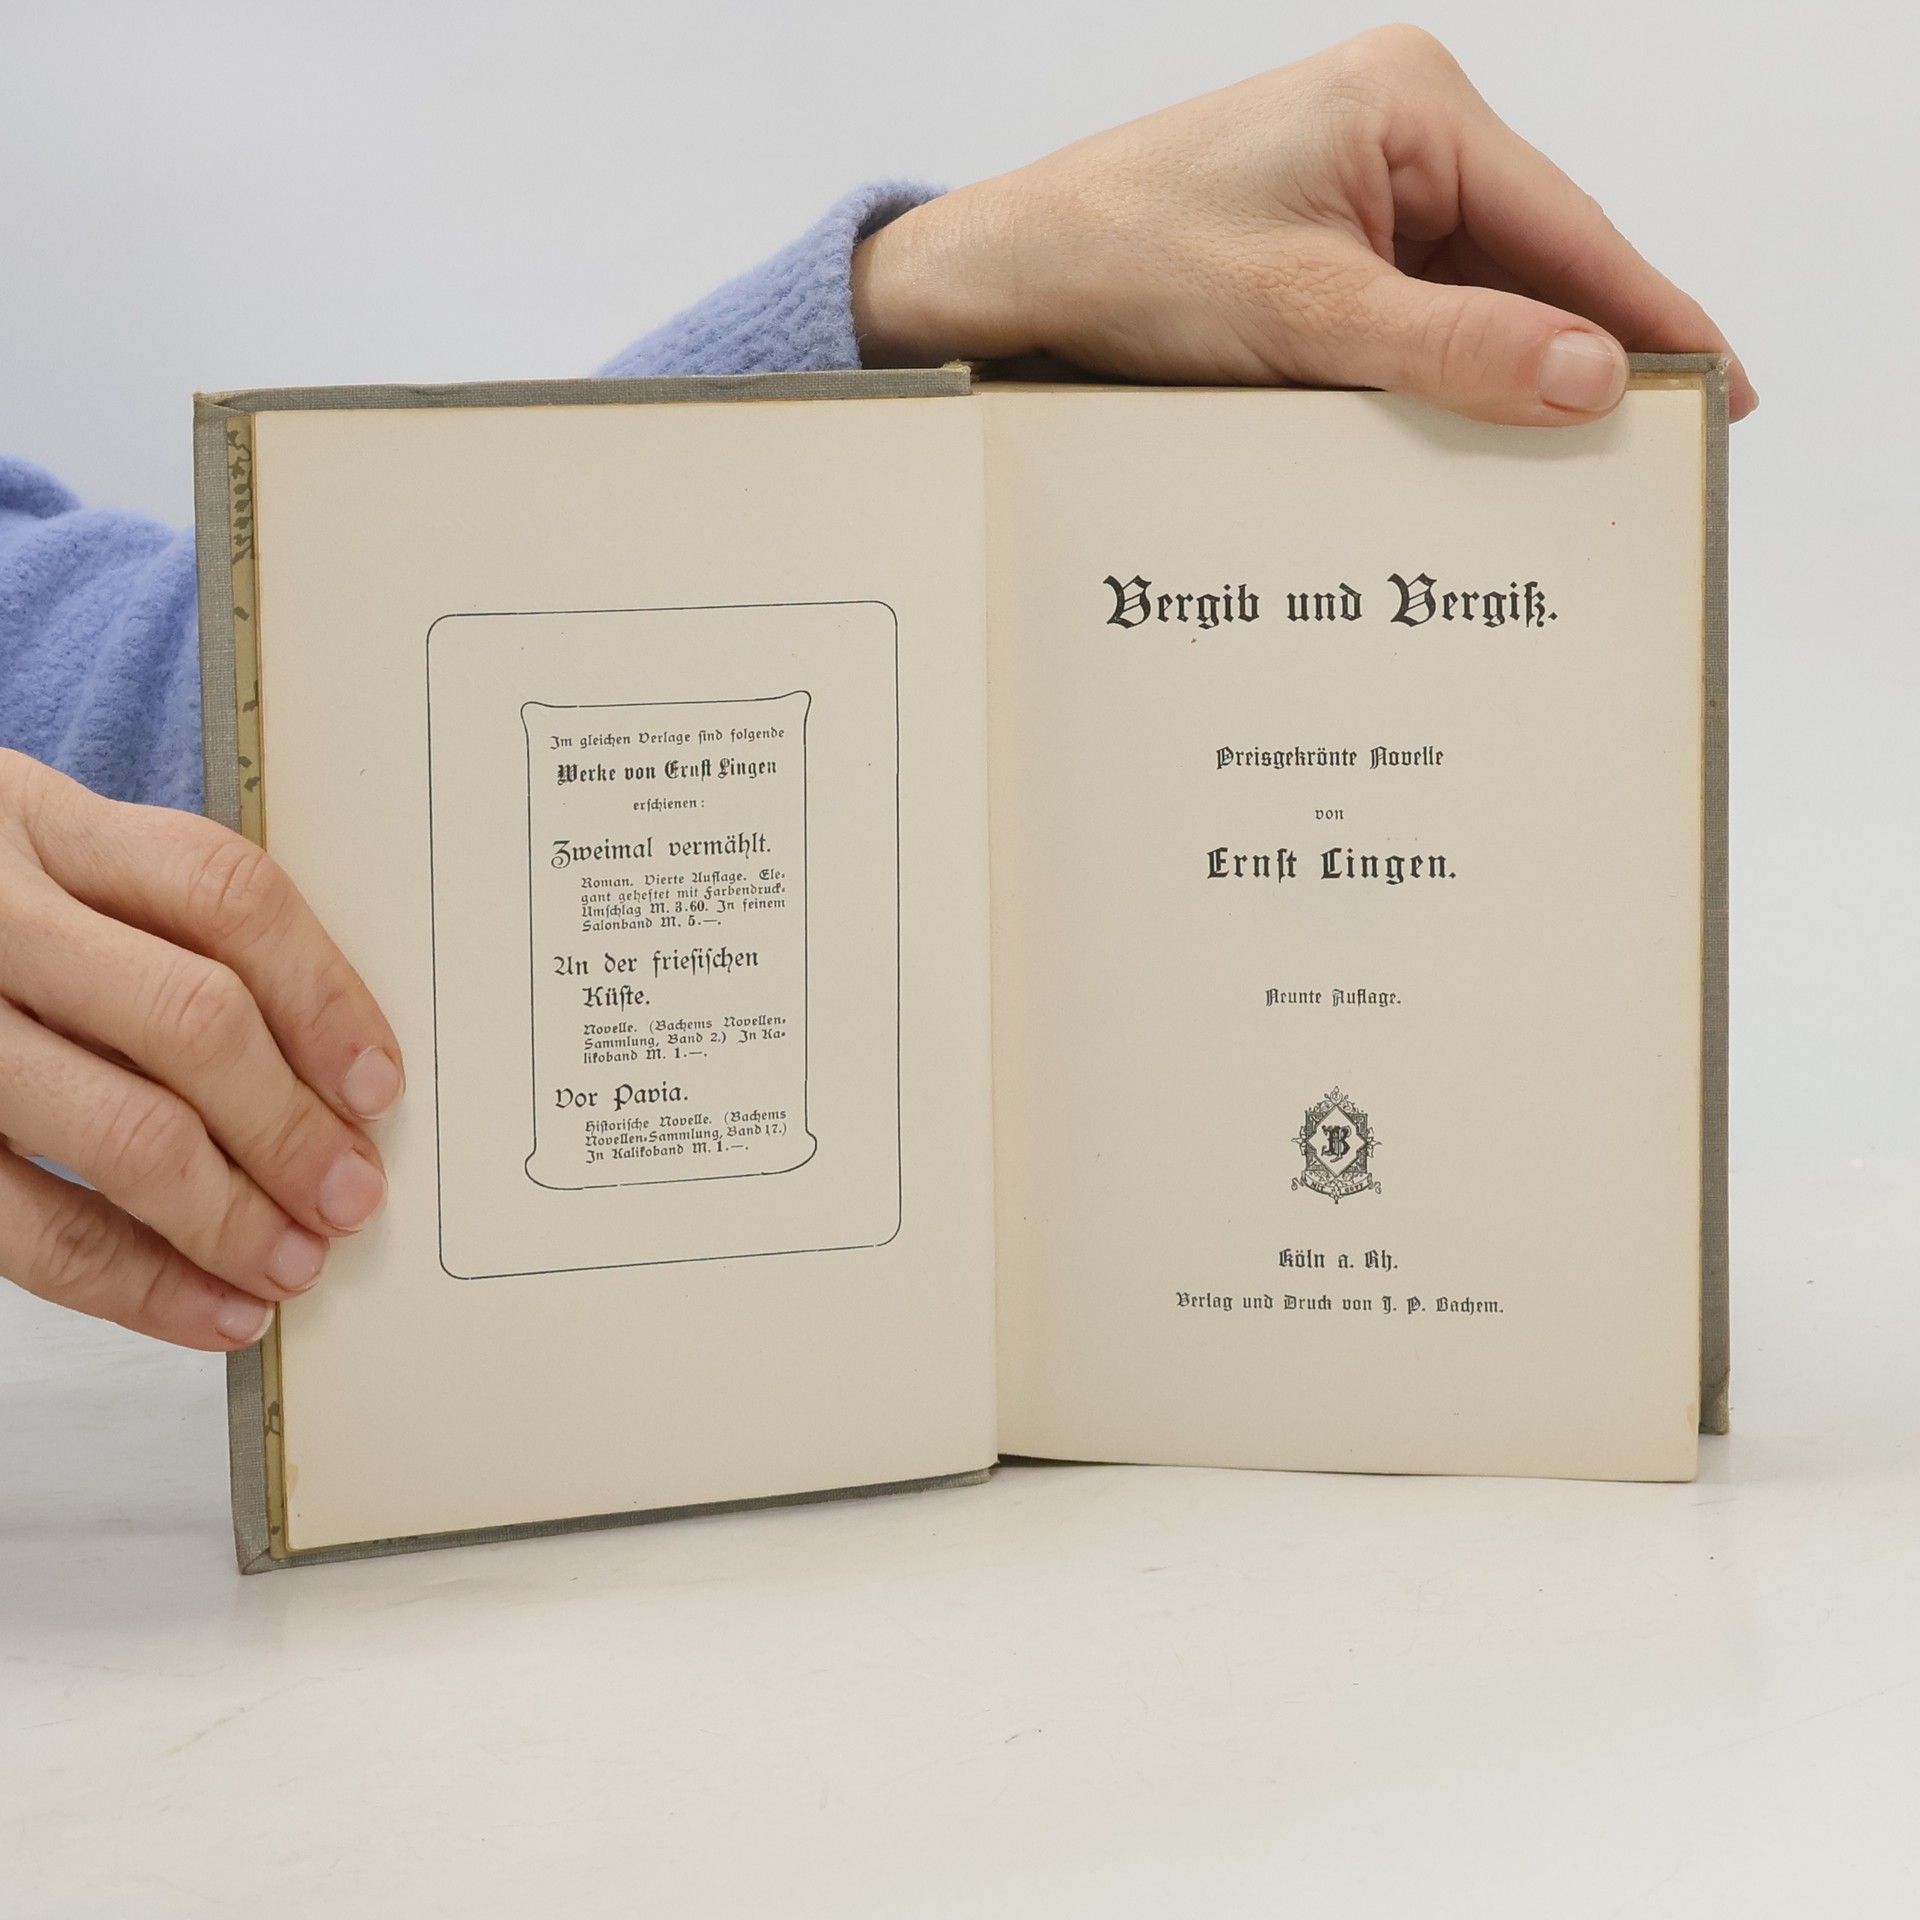 Im gleichen Verlage sind folgende
Werke von Ernst Lingen
erschienen:
Zweimal vermählt.
Roman. Vierte Auflage. Ele-
gant geheftet mit Farbendruck-
Umschlag M. 3.60. In feinem
Salonband M. 5.—.
An der friesischen
Küste.
Novelle. (Bachems Novellen-
Sammlung, Band 2.) In Ka-
likoband M. 1.—.
Vor Pavia.
Historische Novelle. (Bachems
Novellen-Sammlung, Band 17.)
In Kalikoband M. 1.—.
Vergib und Vergiß.
Preisgekrönte Novelle
von
Ernst Lingen.
Neunte Auflage.
B
MIT GOTT
Köln a. Rh.
Verlag und Druck von J. P. Bachem.